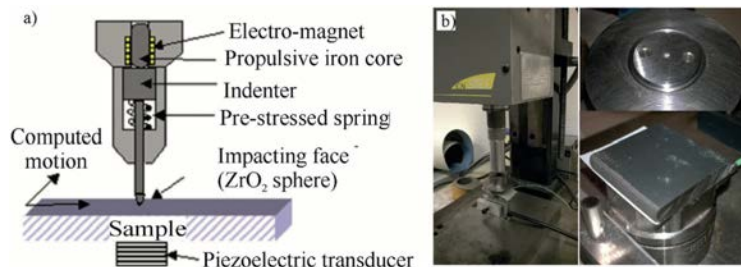 a)
Electro-magnet
Propulsive iron core
Indenter
Pre-stressed spring
Computed
motion
Impacting face
(ZrO₂ sphere)
Sample
Piezoelectric transducer
b)